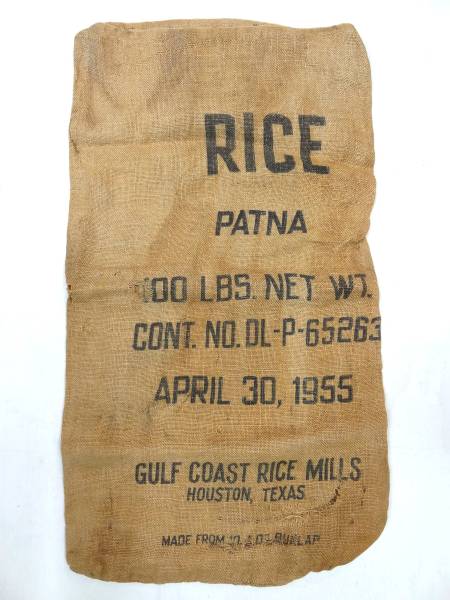 RICE
PATNA
100 LBS. NET WT.
CONT. NO. DL-P-65263
APRIL 30, 1955
GULF COAST RICE MILLS
HOUSTON, TEXAS
MADE FROM 10 BURLAP